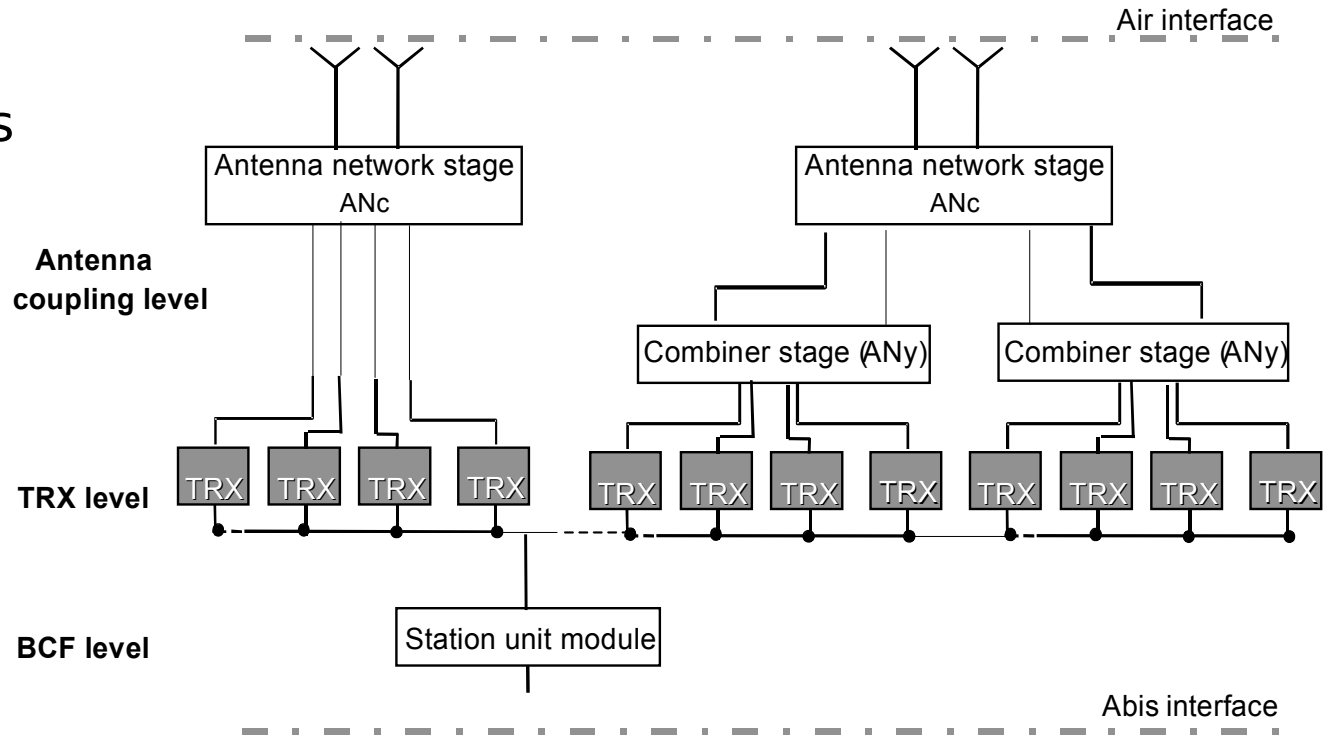 Air interface
s
Antenna network stage
ANc
Antenna network stage
ANc
Antenna
coupling level
Combiner stage (ANy)
Combiner stage (ANy)
TRX level
TRX
TRX
TRX
TRX
TRX
TRX
TRX
TRX
TRX
TRX
TRX
TRX
BCF level
Station unit module
Abis interface